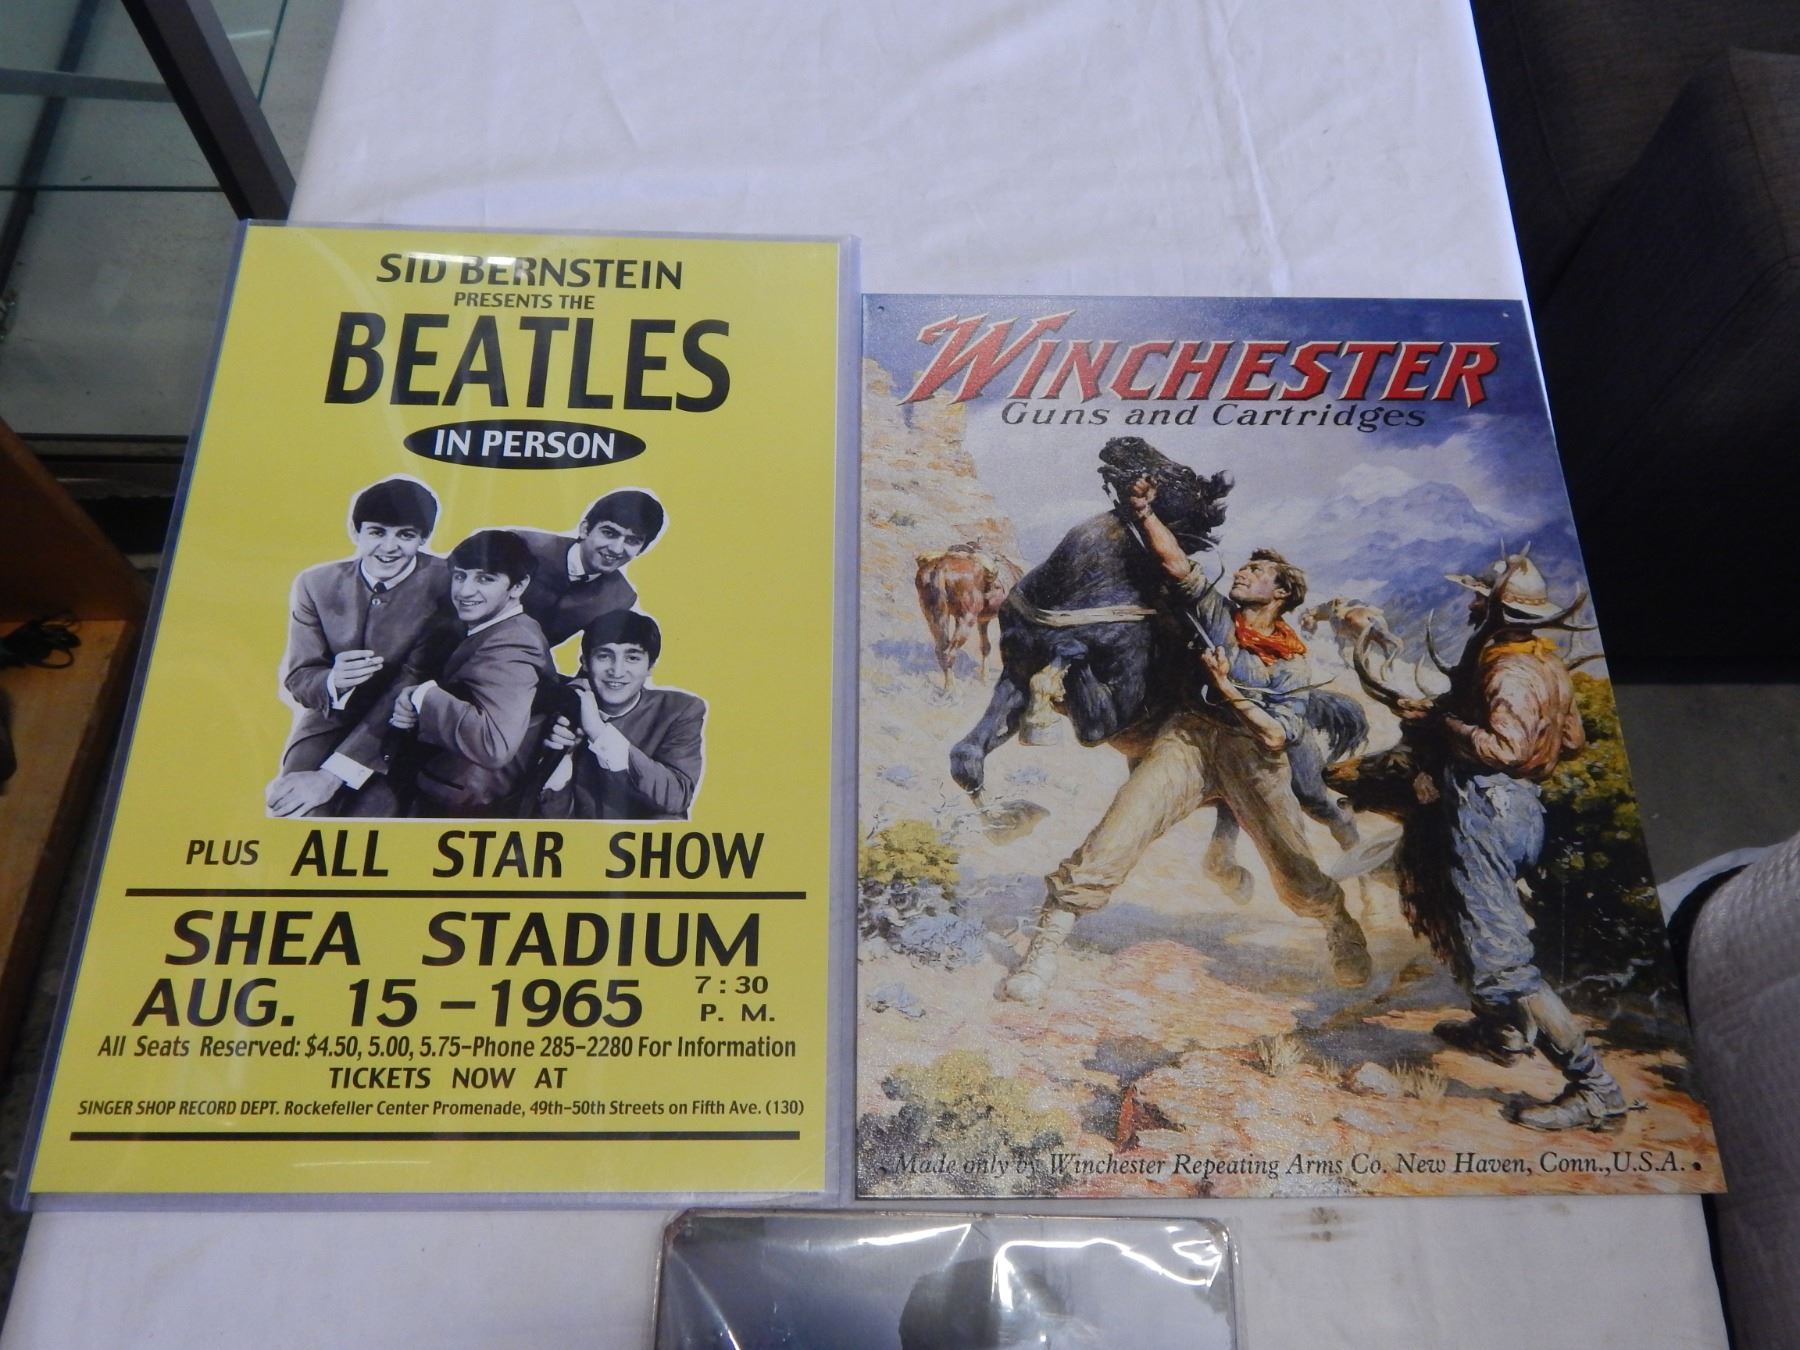 SID BERNSTEIN
PRESENTS THE
BEATLES
IN PERSON
PLUS ALL STAR SHOW
SHEA STADIUM
AUG. 15 - 1965 7:30 P. M.
All Seats Reserved: $4.50, 5.00, 5.75-Phone 285-2280 For Information
TICKETS NOW AT
SINGER SHOP RECORD DEPT. Rockefeller Center Promenade, 49th-50th Streets on Fifth Ave. (130)
WINCHESTER
Guns and Cartridges
Made only by Winchester Repeating Arms Co. New Haven, Conn.,U.S.A.